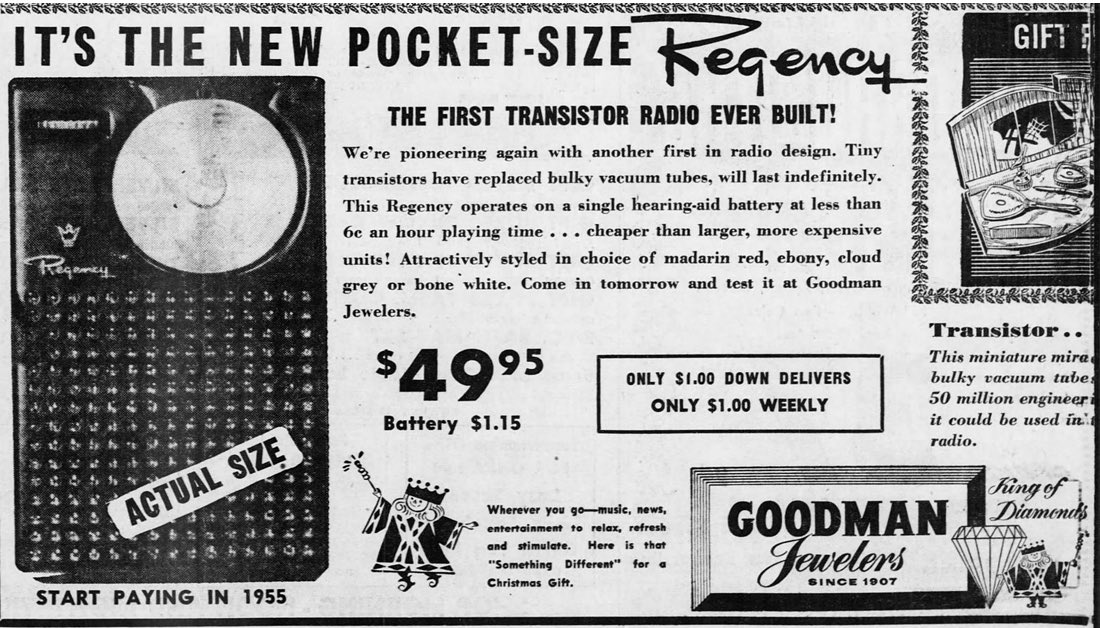 IT'S THE NEW POCKET-SIZE Regency
THE FIRST TRANSISTOR RADIO EVER BUILT!
We're pioneering again with another first in radio design. Tiny
transistors have replaced bulky vacuum tubes, will last indefinitely.
This Regency operates on a single hearing-aid battery at less than
6c an hour playing time . . . cheaper than larger, more expensive
units! Attractively styled in choice of madarin red, ebony, cloud
grey or bone white. Come in tomorrow and test it at Goodman
Jewelers.
Regency
ACTUAL SIZE
START PAYING IN 1955
$49.95
Battery $1.15
ONLY $1.00 DOWN DELIVERS
ONLY $1.00 WEEKLY
Wherever you go—music, news,
entertainment to relax, refresh
and stimulate. Here is that
"Something Different" for a
Christmas Gift.
GOODMAN
Jewelers
SINCE 1907
King of
Diamonds
GIFT
Transistor . .
This miniature
bulky vacuum
50 million
it could be used in
radio.